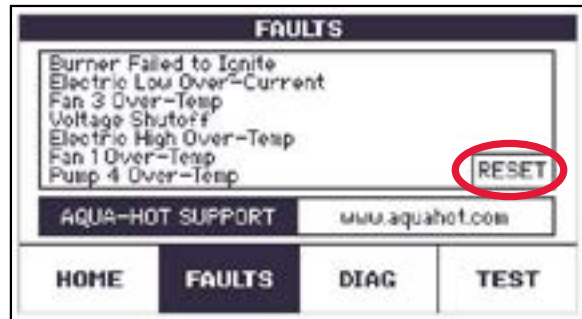 FAULTS
Burner Failed to Ignite
Electric Low Over-Current
Fan 3 Over-Temp
Voltage Shutoff
Electric High Over-Temp
Fan 1 Over-Temp
Pump 4 Over-Temp
RESET
AQUA-HOT SUPPORT www.aquahot.com
HOME FAULTS DIAG TEST